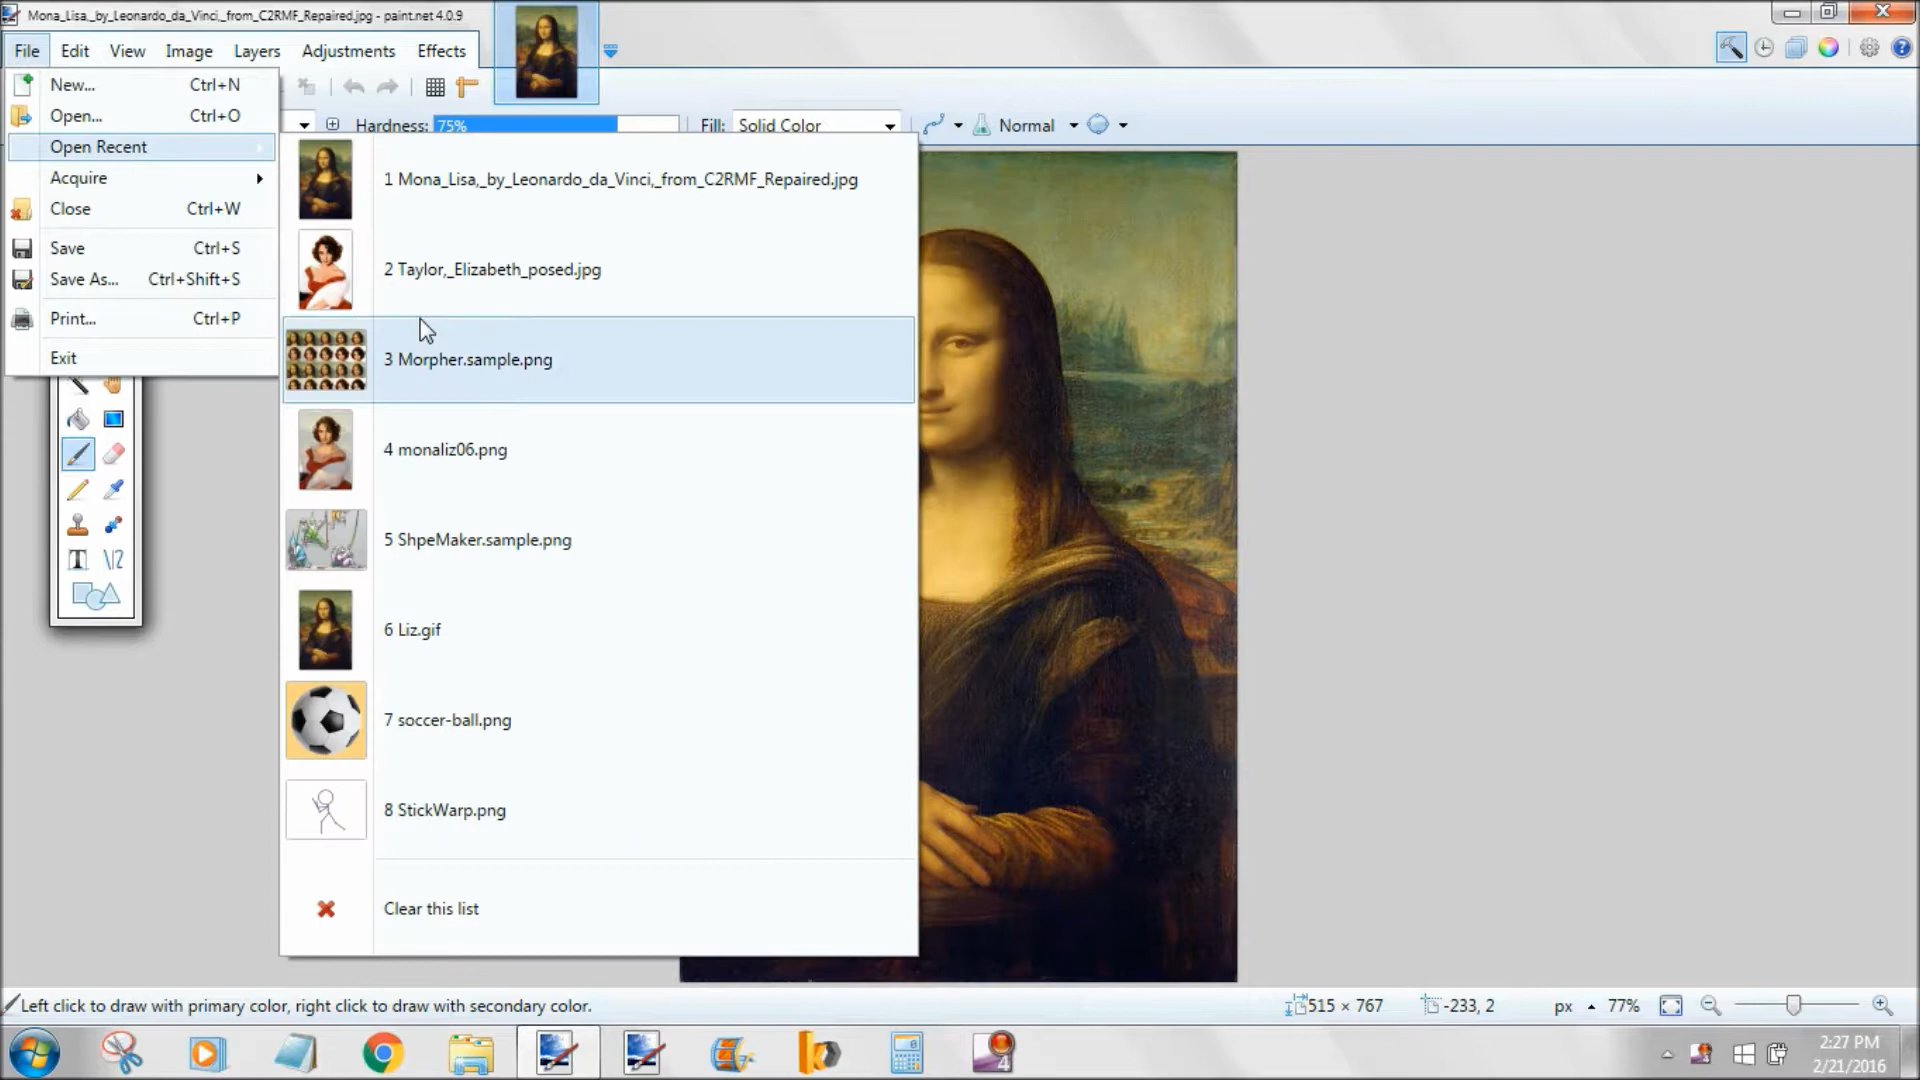 Mona_Lisa,_by_Leonardo_da_Vinci,_from_C2RMF_Repaired.jpg - paint.net 4.0.9
File Edit View Image Layers Adjustments Effects
New... Ctrl+N
Open... Ctrl+O
Open Recent
Acquire
Close Ctrl+W
Save Ctrl+S
Save As... Ctrl+Shift+S
Print... Ctrl+P
Exit
Hardness: 75% Fill: Solid Color Normal
1 Mona_Lisa,_by_Leonardo_da_Vinci,_from_C2RMF_Repaired.jpg
2 Taylor,_Elizabeth_posed.jpg
3 Morpher.sample.png
4 monaliz06.png
5 ShpeMaker.sample.png
6 Liz.gif
7 soccer-ball.png
8 StickWarp.png
Clear this list
Left click to draw with primary color, right click to draw with secondary color.
515 × 767 -233, 2 px 77%
2:27 PM
2/21/2016